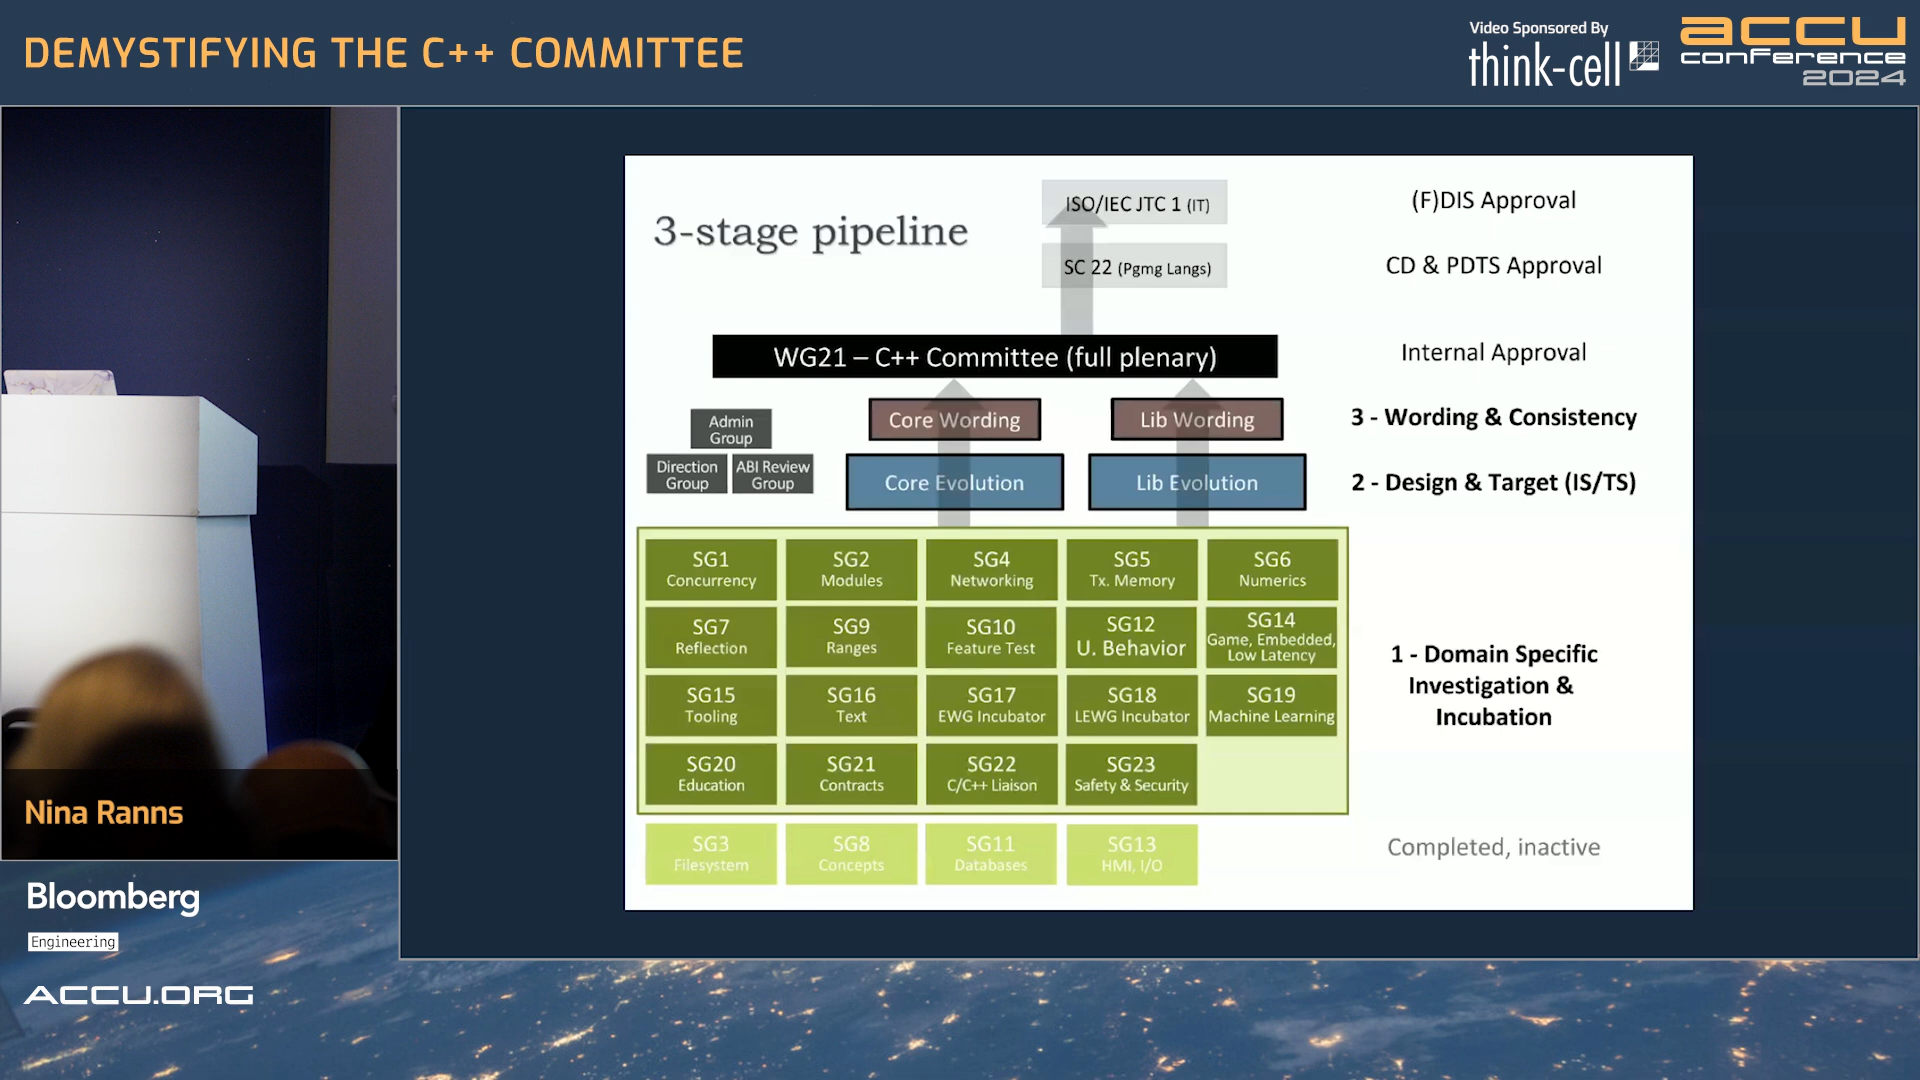 DEMYSTIFYING THE C++ COMMITTEE
Video Sponsored By
think-cell
accu
conference
2024
3-stage pipeline
ISO/IEC JTC 1 (IT)
(F)DIS Approval
SC 22 (Pgmg Langs)
CD & PDTS Approval
WG21 – C++ Committee (full plenary)
Internal Approval
Admin
Group
Direction
Group
ABI Review
Group
Core Wording
Lib Wording
3 - Wording & Consistency
Core Evolution
Lib Evolution
2 - Design & Target (IS/TS)
SG1
Concurrency
SG2
Modules
SG4
Networking
SG5
Tx. Memory
SG6
Numerics
SG7
Reflection
SG9
Ranges
SG10
Feature Test
SG12
U. Behavior
SG14
Game, Embedded,
Low Latency
SG15
Tooling
SG16
Text
SG17
EWG Incubator
SG18
LEWG Incubator
SG19
Machine Learning
SG20
Education
SG21
Contracts
SG22
C/C++ Liaison
SG23
Safety & Security
1 - Domain Specific
Investigation &
Incubation
SG3
Filesystem
SG8
Concepts
SG11
Databases
SG13
HMI, I/O
Completed, inactive
Nina Ranns
Bloomberg
Engineering
ACCU.ORG